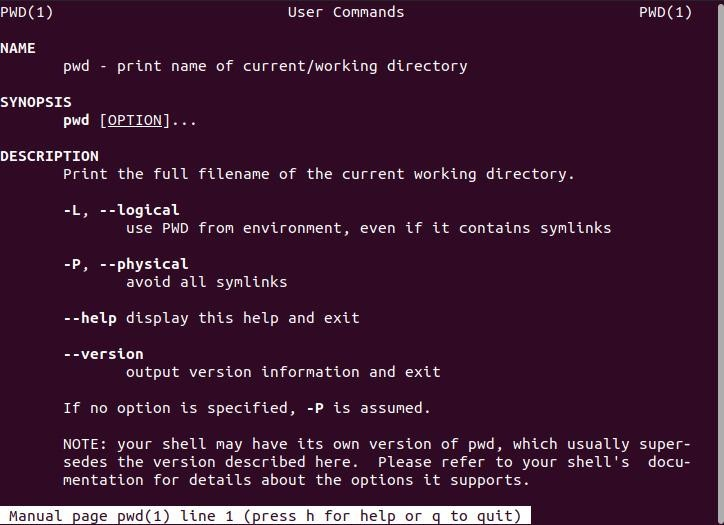 PWD(1) User Commands PWD(1)
NAME
pwd - print name of current/working directory
SYNOPSIS
pwd [OPTION]...
DESCRIPTION
Print the full filename of the current working directory.
-L, --logical
use PWD from environment, even if it contains symlinks
-P, --physical
avoid all symlinks
--help display this help and exit
--version
output version information and exit
If no option is specified, -P is assumed.
NOTE: your shell may have its own version of pwd, which usually super-
sedes the version described here.  Please refer to your shell's  docu-
mentation for details about the options it supports.
Manual page pwd(1) line 1 (press h for help or q to quit)